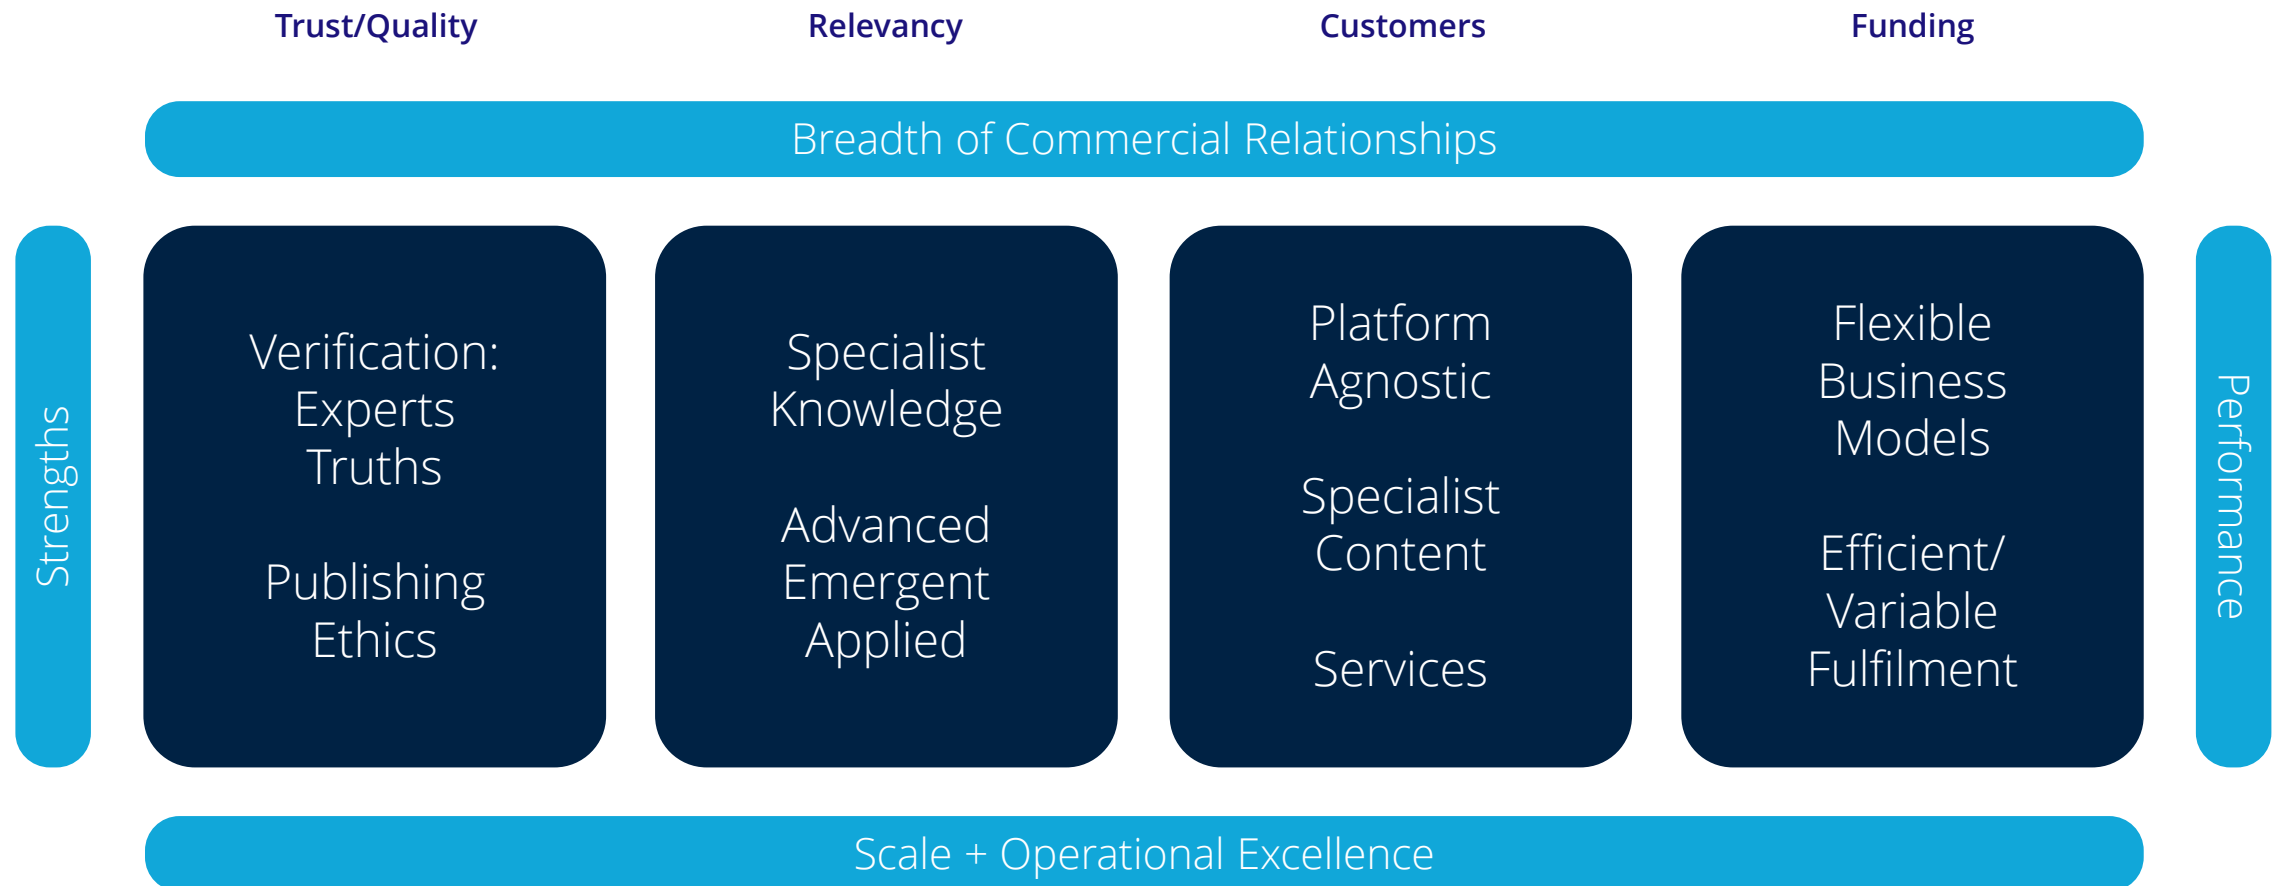 Trust/Quality
Relevancy
Customers
Funding
Breadth of Commercial Relationships
Strengths
Verification:
Experts
Truths
Publishing
Ethics
Specialist
Knowledge
Advanced
Emergent
Applied
Platform
Agnostic
Specialist
Content
Services
Flexible
Business
Models
Efficient/
Variable
Fulfilment
Performance
Scale + Operational Excellence